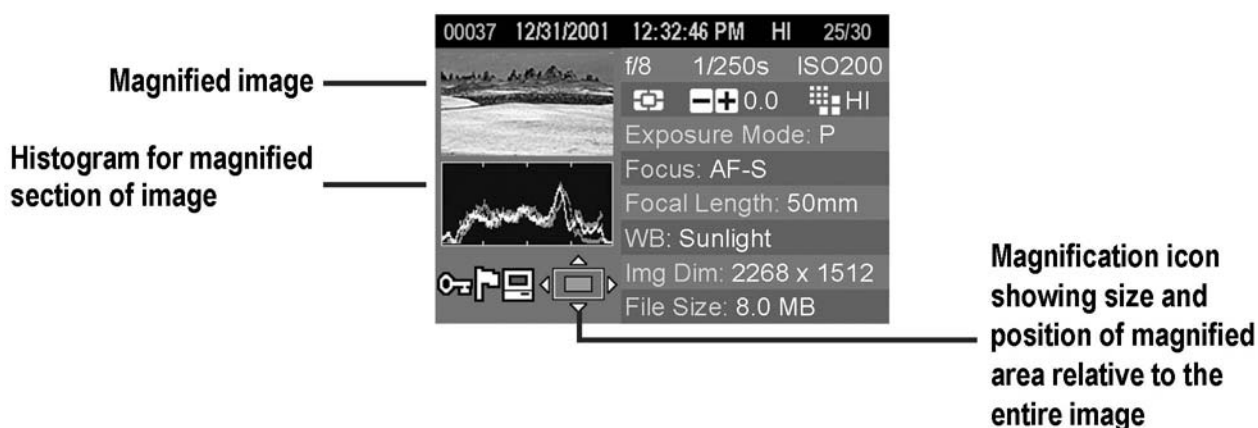 00037 12/31/2001 12:32:46 PM HI 25/30
f/8 1/250s ISO200
0.0 HI
Exposure Mode: P
Focus: AF-S
Focal Length: 50mm
WB: Sunlight
Img Dim: 2268 x 1512
File Size: 8.0 MB
Magnified image
Histogram for magnified
section of image
Magnification icon
showing size and
position of magnified
area relative to the
entire image